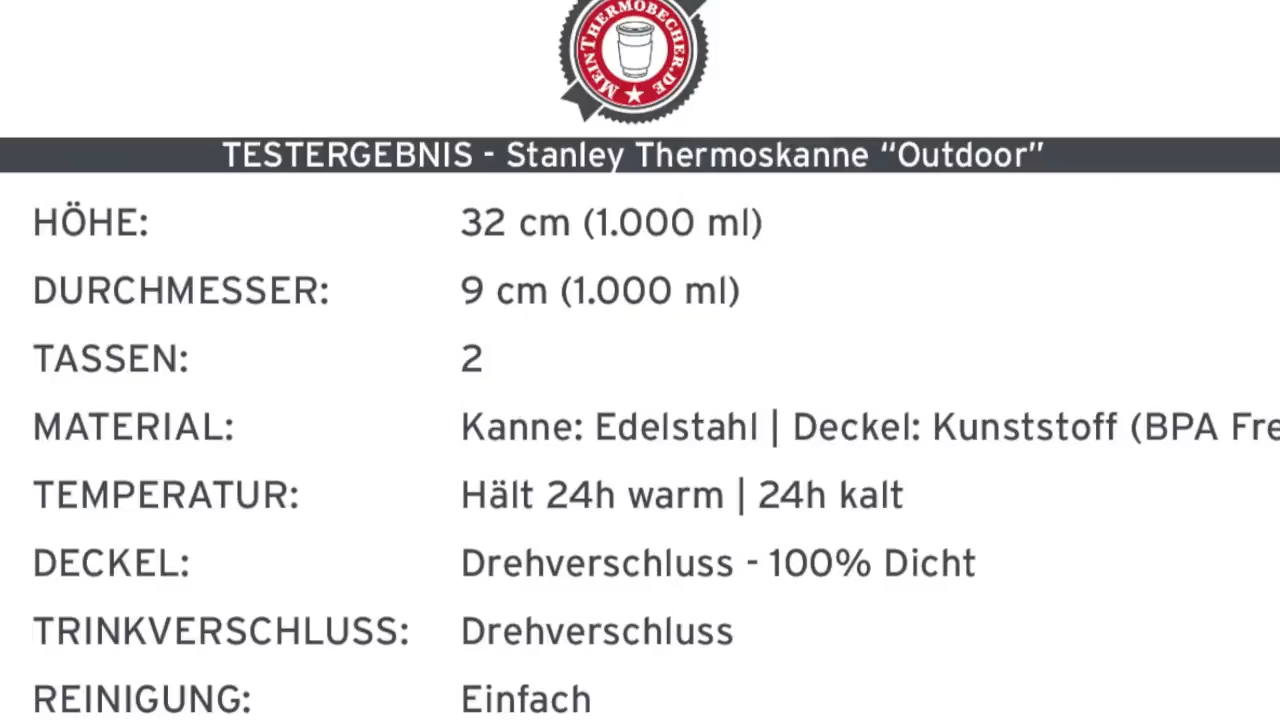 MEINTHERMOBECHER.DE
TESTERGEBNIS - Stanley Thermoskanne “Outdoor”
HÖHE: 32 cm (1.000 ml)
DURCHMESSER: 9 cm (1.000 ml)
TASSEN: 2
MATERIAL: Kanne: Edelstahl | Deckel: Kunststoff (BPA Fre
TEMPERATUR: Hält 24h warm | 24h kalt
DECKEL: Drehverschluss - 100% Dicht
TRINKVERSCHLUSS: Drehverschluss
REINIGUNG: Einfach